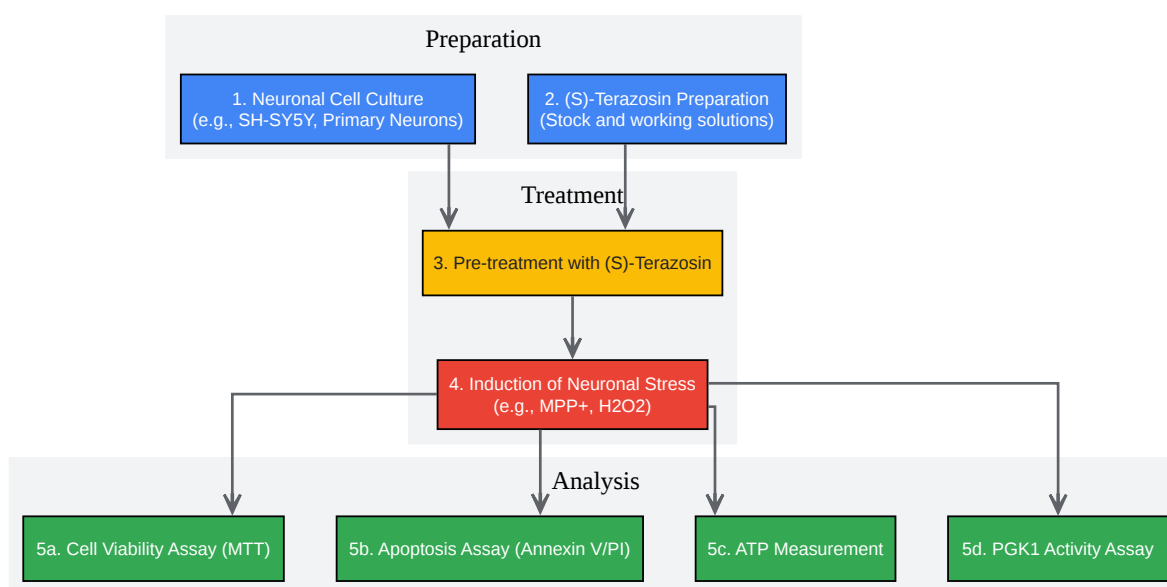 Preparation
1. Neuronal Cell Culture
(e.g., SH-SY5Y, Primary Neurons)
2. (S)-Terazosin Preparation
(Stock and working solutions)
Treatment
3. Pre-treatment with (S)-Terazosin
4. Induction of Neuronal Stress
(e.g., MPP+, H2O2)
Analysis
5a. Cell Viability Assay (MTT)
5b. Apoptosis Assay (Annexin V/PI)
5c. ATP Measurement
5d. PGK1 Activity Assay